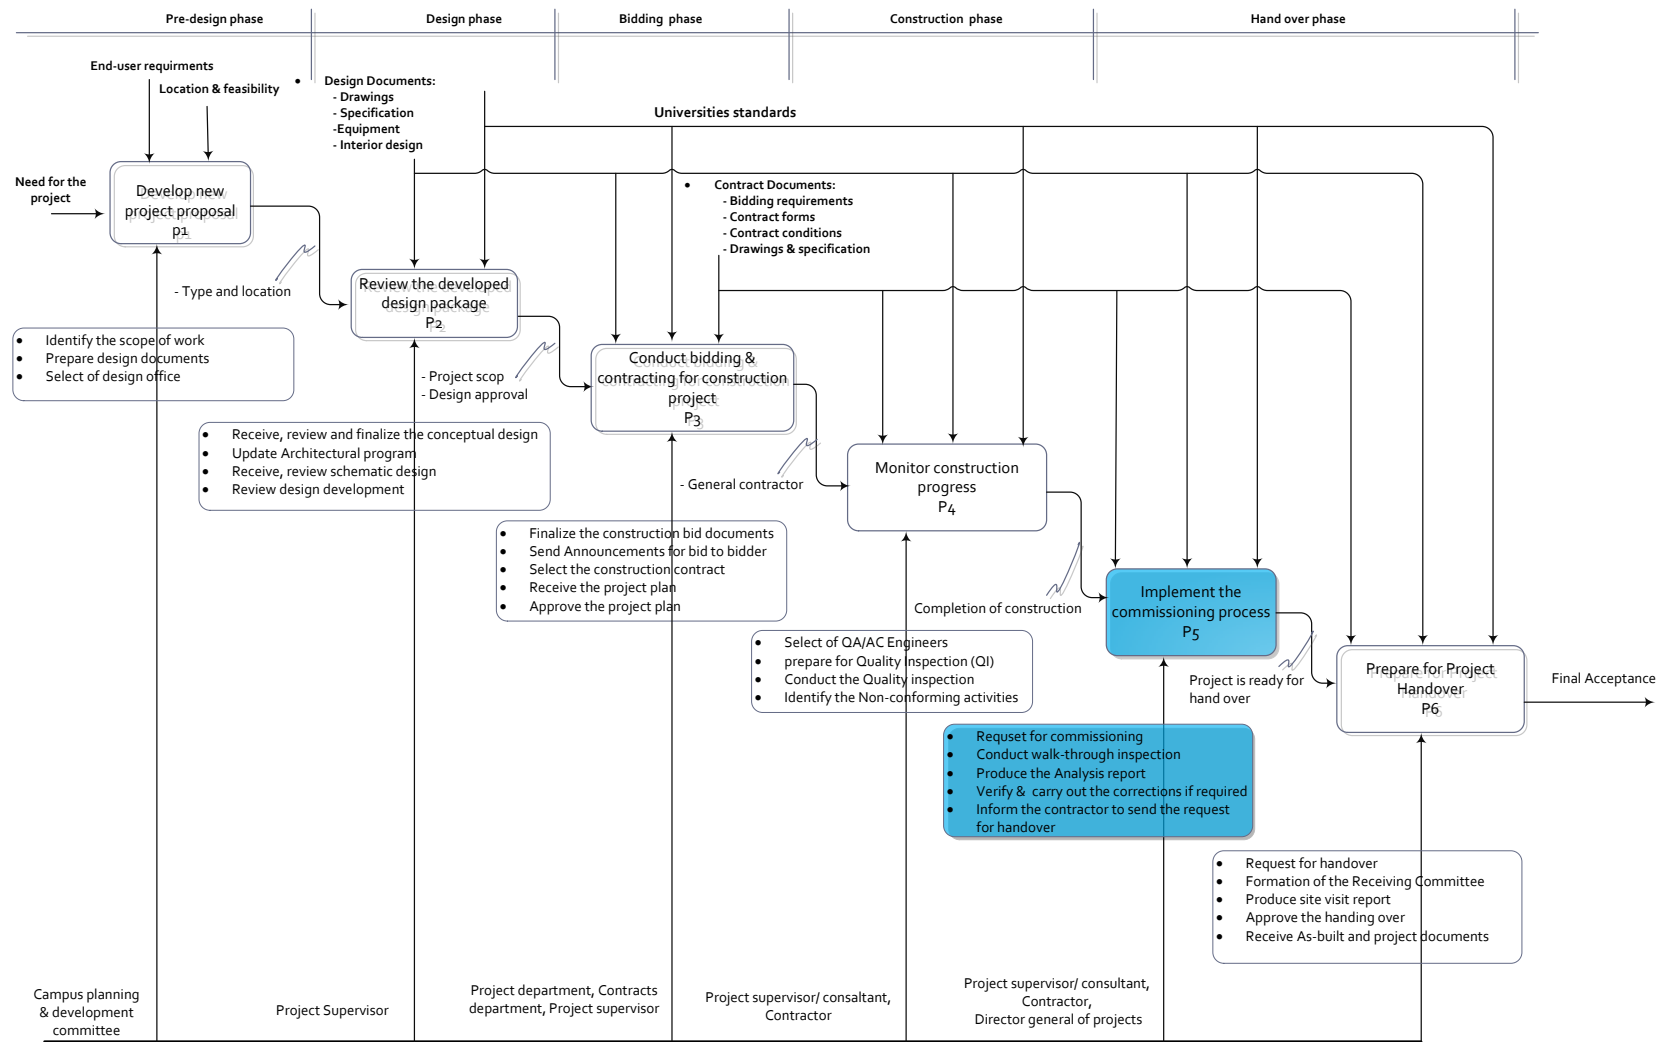 Pre-design phase
Design phase
Bidding phase
Construction phase
Hand over phase
End-user requirments
Location & feasibility
Need for the
project
Develop new
project proposal
p1
- Type and location
• Identify the scope of work
• Prepare design documents
• Select of design office
Campus planning
& development
committee
• Design Documents:
- Drawings
- Specification
-Equipment
- Interior design
Universities standards
Review the developed
design package
P2
- Project scop
- Design approval
• Receive, review and finalize the conceptual design
• Update Architectural program
• Receive, review schematic design
• Review design development
Project Supervisor
• Contract Documents:
- Bidding requirements
- Contract forms
- Contract conditions
- Drawings & specification
Conduct bidding &
contracting for construction
project
P3
- General contractor
• Finalize the construction bid documents
• Send Announcements for bid to bidder
• Select the construction contract
• Receive the project plan
• Approve the project plan
Project department, Contracts
department, Project supervisor
Monitor construction
progress
P4
Completion of construction
• Select of QA/AC Engineers
• prepare for Quality Inspection (QI)
• Conduct the Quality inspection
• Identify the Non-conforming activities
Project supervisor/ consaltant,
Contractor
Implement the
commissioning process
P5
Project is ready for
hand over
• Requset for commissioning
• Conduct walk-through inspection
• Produce the Analysis report
• Verify & carry out the corrections if required
• Inform the contractor to send the request
for handover
Project supervisor/ consultant,
Contractor,
Director general of projects
Prepare for Project
Handover
P6
Final Acceptance
• Request for handover
• Formation of the Receiving Committee
• Produce site visit report
• Approve the handing over
• Receive As-built and project documents